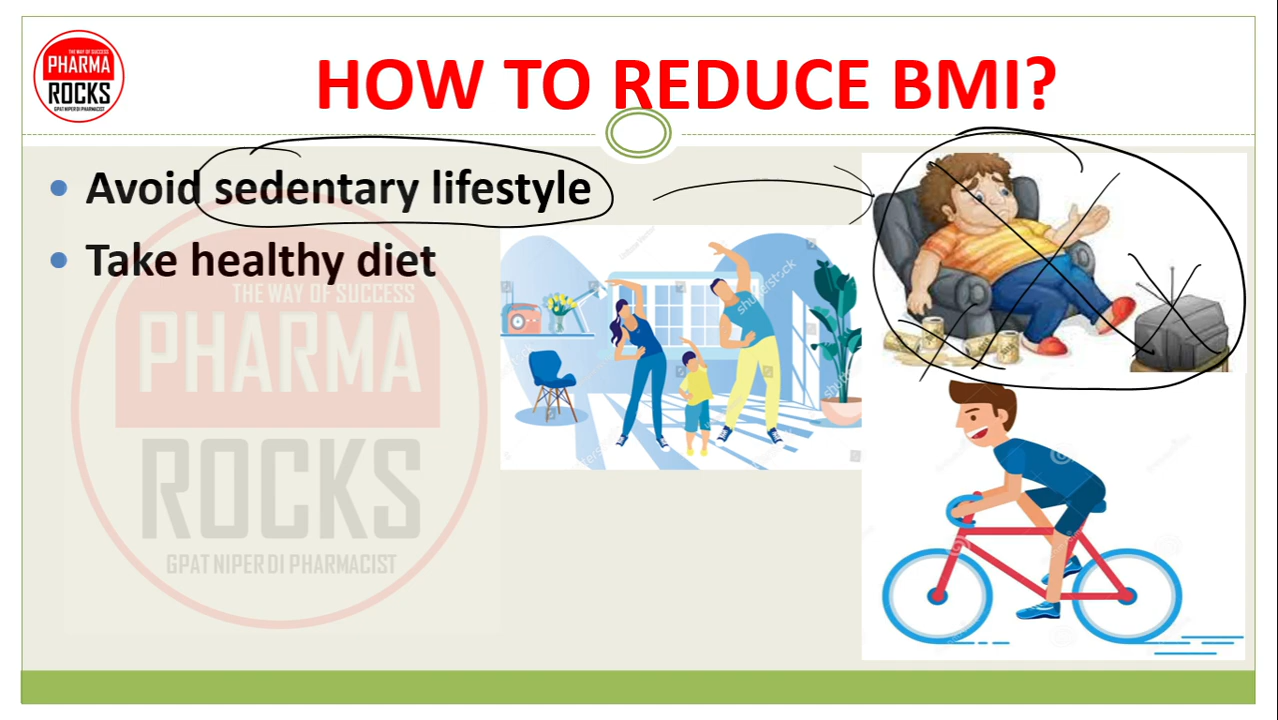 THE WAY OF SUCCESS
PHARMA
ROCKS
GPAT NIPER DI PHARMACIST
HOW TO REDUCE BMI?
• Avoid sedentary lifestyle
• Take healthy diet
THE WAY OF SUCCESS
PHARMA
ROCKS
GPAT NIPER DI PHARMACIST
shutterstock